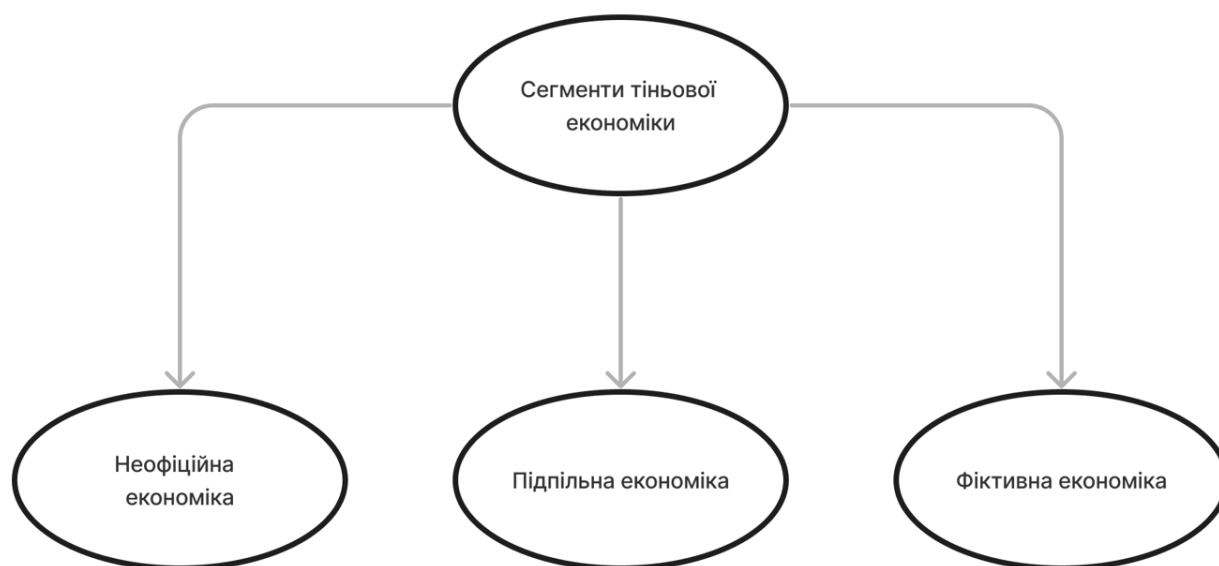 Сегменти тіньової
економіки
Неофіційна
економіка
Підпільна економіка
Фіктивна економіка